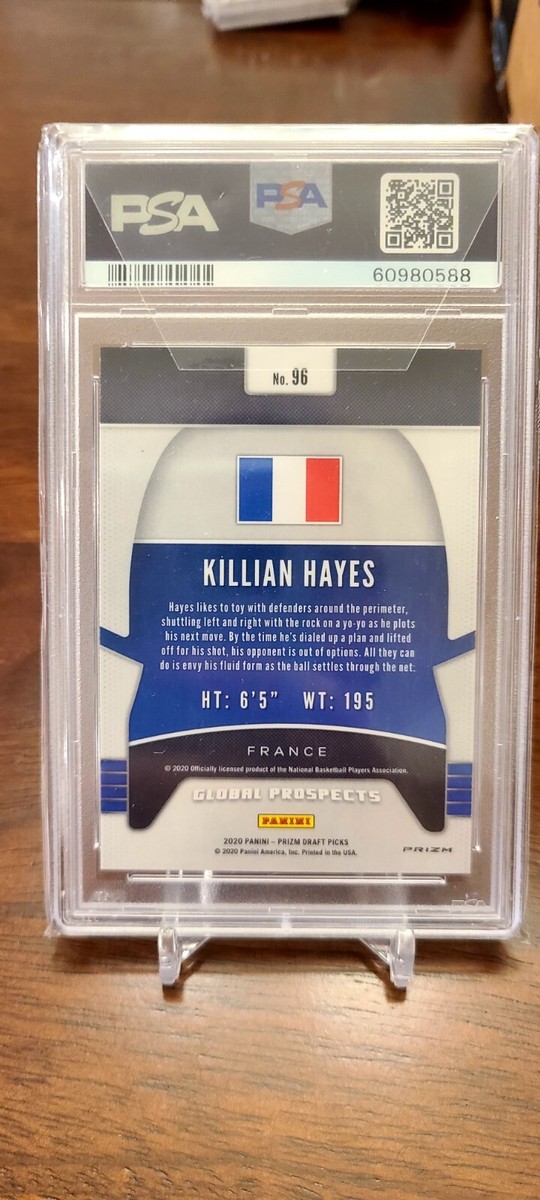 PSA
PSA
60980588
No. 96
KILLIAN HAYES
Hayes likes to toy with defenders around the perimeter,
shuttling left and right with the rock on a yo-yo as he plots
his next move. By the time he's dialed up a plan and lifted
off for his shot, his opponent is out of options. All they can
do is envy his fluid form as the ball settles through the net.
HT: 6'5" WT: 195
FRANCE
© 2020 Officially licensed product of the National Basketball Players Association.
GLOBAL PROSPECTS
PANINI
2020 PANINI – PRIZM DRAFT PICKS
© 2020 Panini America, Inc. Printed in the USA.
PRIZM
PSA